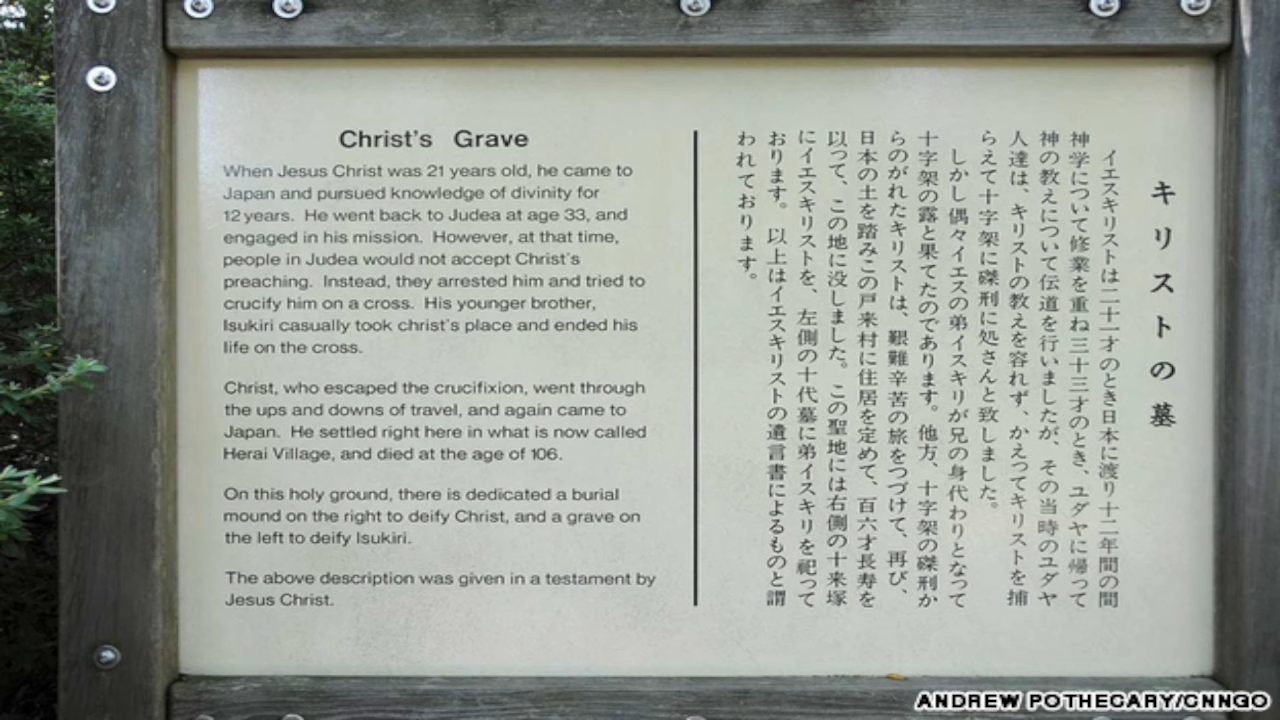 Christ's Grave
When Jesus Christ was 21 years old, he came to
Japan and pursued knowledge of divinity for
12 years. He went back to Judea at age 33, and
engaged in his mission. However, at that time,
people in Judea would not accept Christ's
preaching. Instead, they arrested him and tried to
crucify him on a cross. His younger brother,
Isukiri casually took christ's place and ended his
life on the cross.
Christ, who escaped the crucifixion, went through
the ups and downs of travel, and again came to
Japan. He settled right here in what is now called
Herai Village, and died at the age of 106.
On this holy ground, there is dedicated a burial
mound on the right to deify Christ, and a grave on
the left to deify Isukiri.
The above description was given in a testament by
Jesus Christ.
キリストの墓
イエスキリストは二十一才のとき日本に渡り十二年間の間
神学について修業を重ね三十三才のとき、ユダヤに帰って
神の教えについて伝道を行いましたが、その当時のユダヤ
人達は、キリストの教えを容れず、かえってキリストを捕
らえて十字架に磔刑に処さんと致しました。
しかし偶々イエスの弟イスキリが兄の身代わりとなって
十字架の露と果てたのであります。他方、十字架の磔刑か
らのがれたキリストは、艱難辛苦の旅をつづけて、再び、
日本の土を踏みこの戸来村に住居を定めて、百六才長寿を
以って、この地に没しました。この聖地には右側の十来塚
にイエスキリストを、左側の十代墓に弟イスキリを祀って
おります。以上はイエスキリストの遺言書によるものと謂
われております。
ANDREW POTHECARY/CNNGO